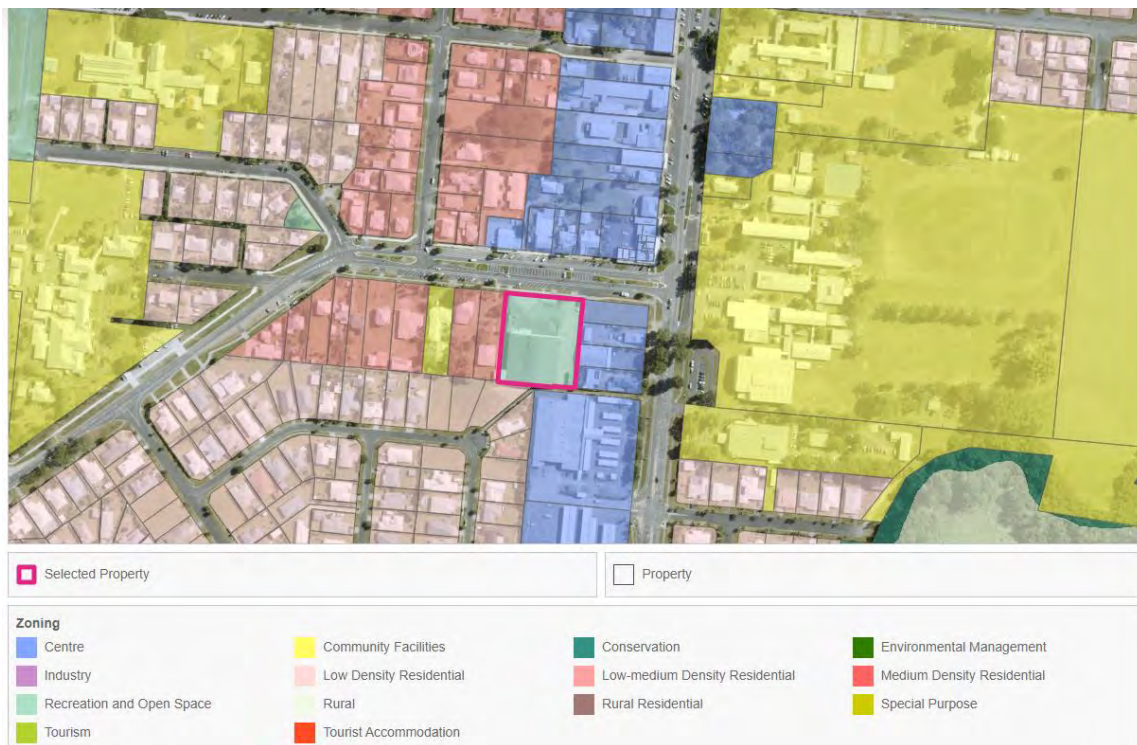 Selected Property
Property
Zoning
Centre
Community Facilities
Conservation
Environmental Management
Industry
Low Density Residential
Low-medium Density Residential
Medium Density Residential
Recreation and Open Space
Rural
Rural Residential
Special Purpose
Tourism
Tourist Accommodation